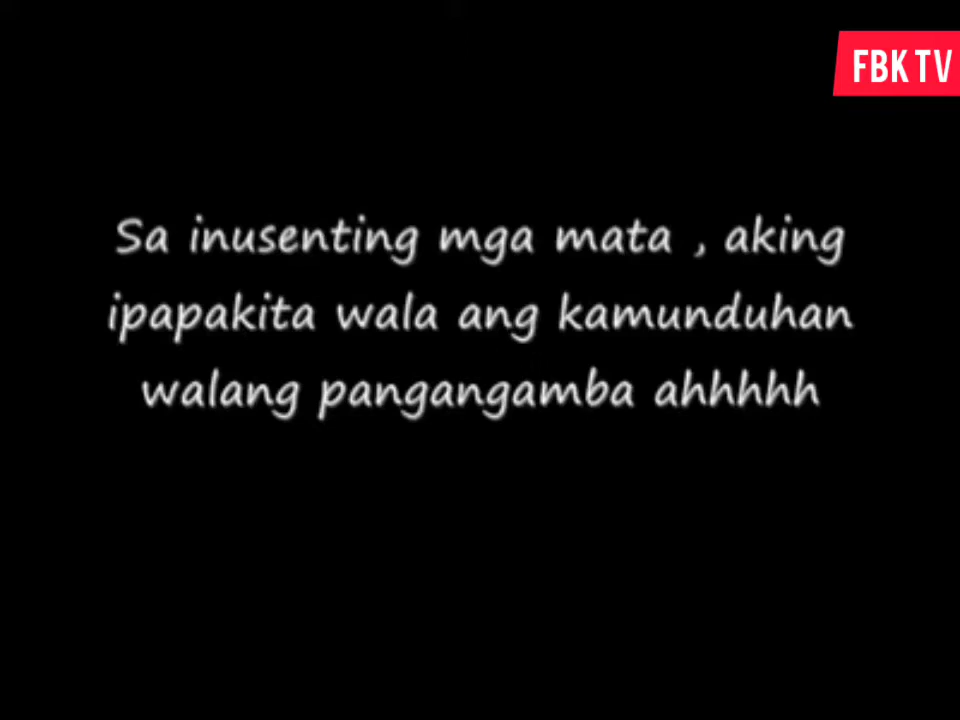 FBK TV
Sa inusenting mga mata , aking
ipapakita wala ang kamunduhan
walang pangangamba ahhhhh